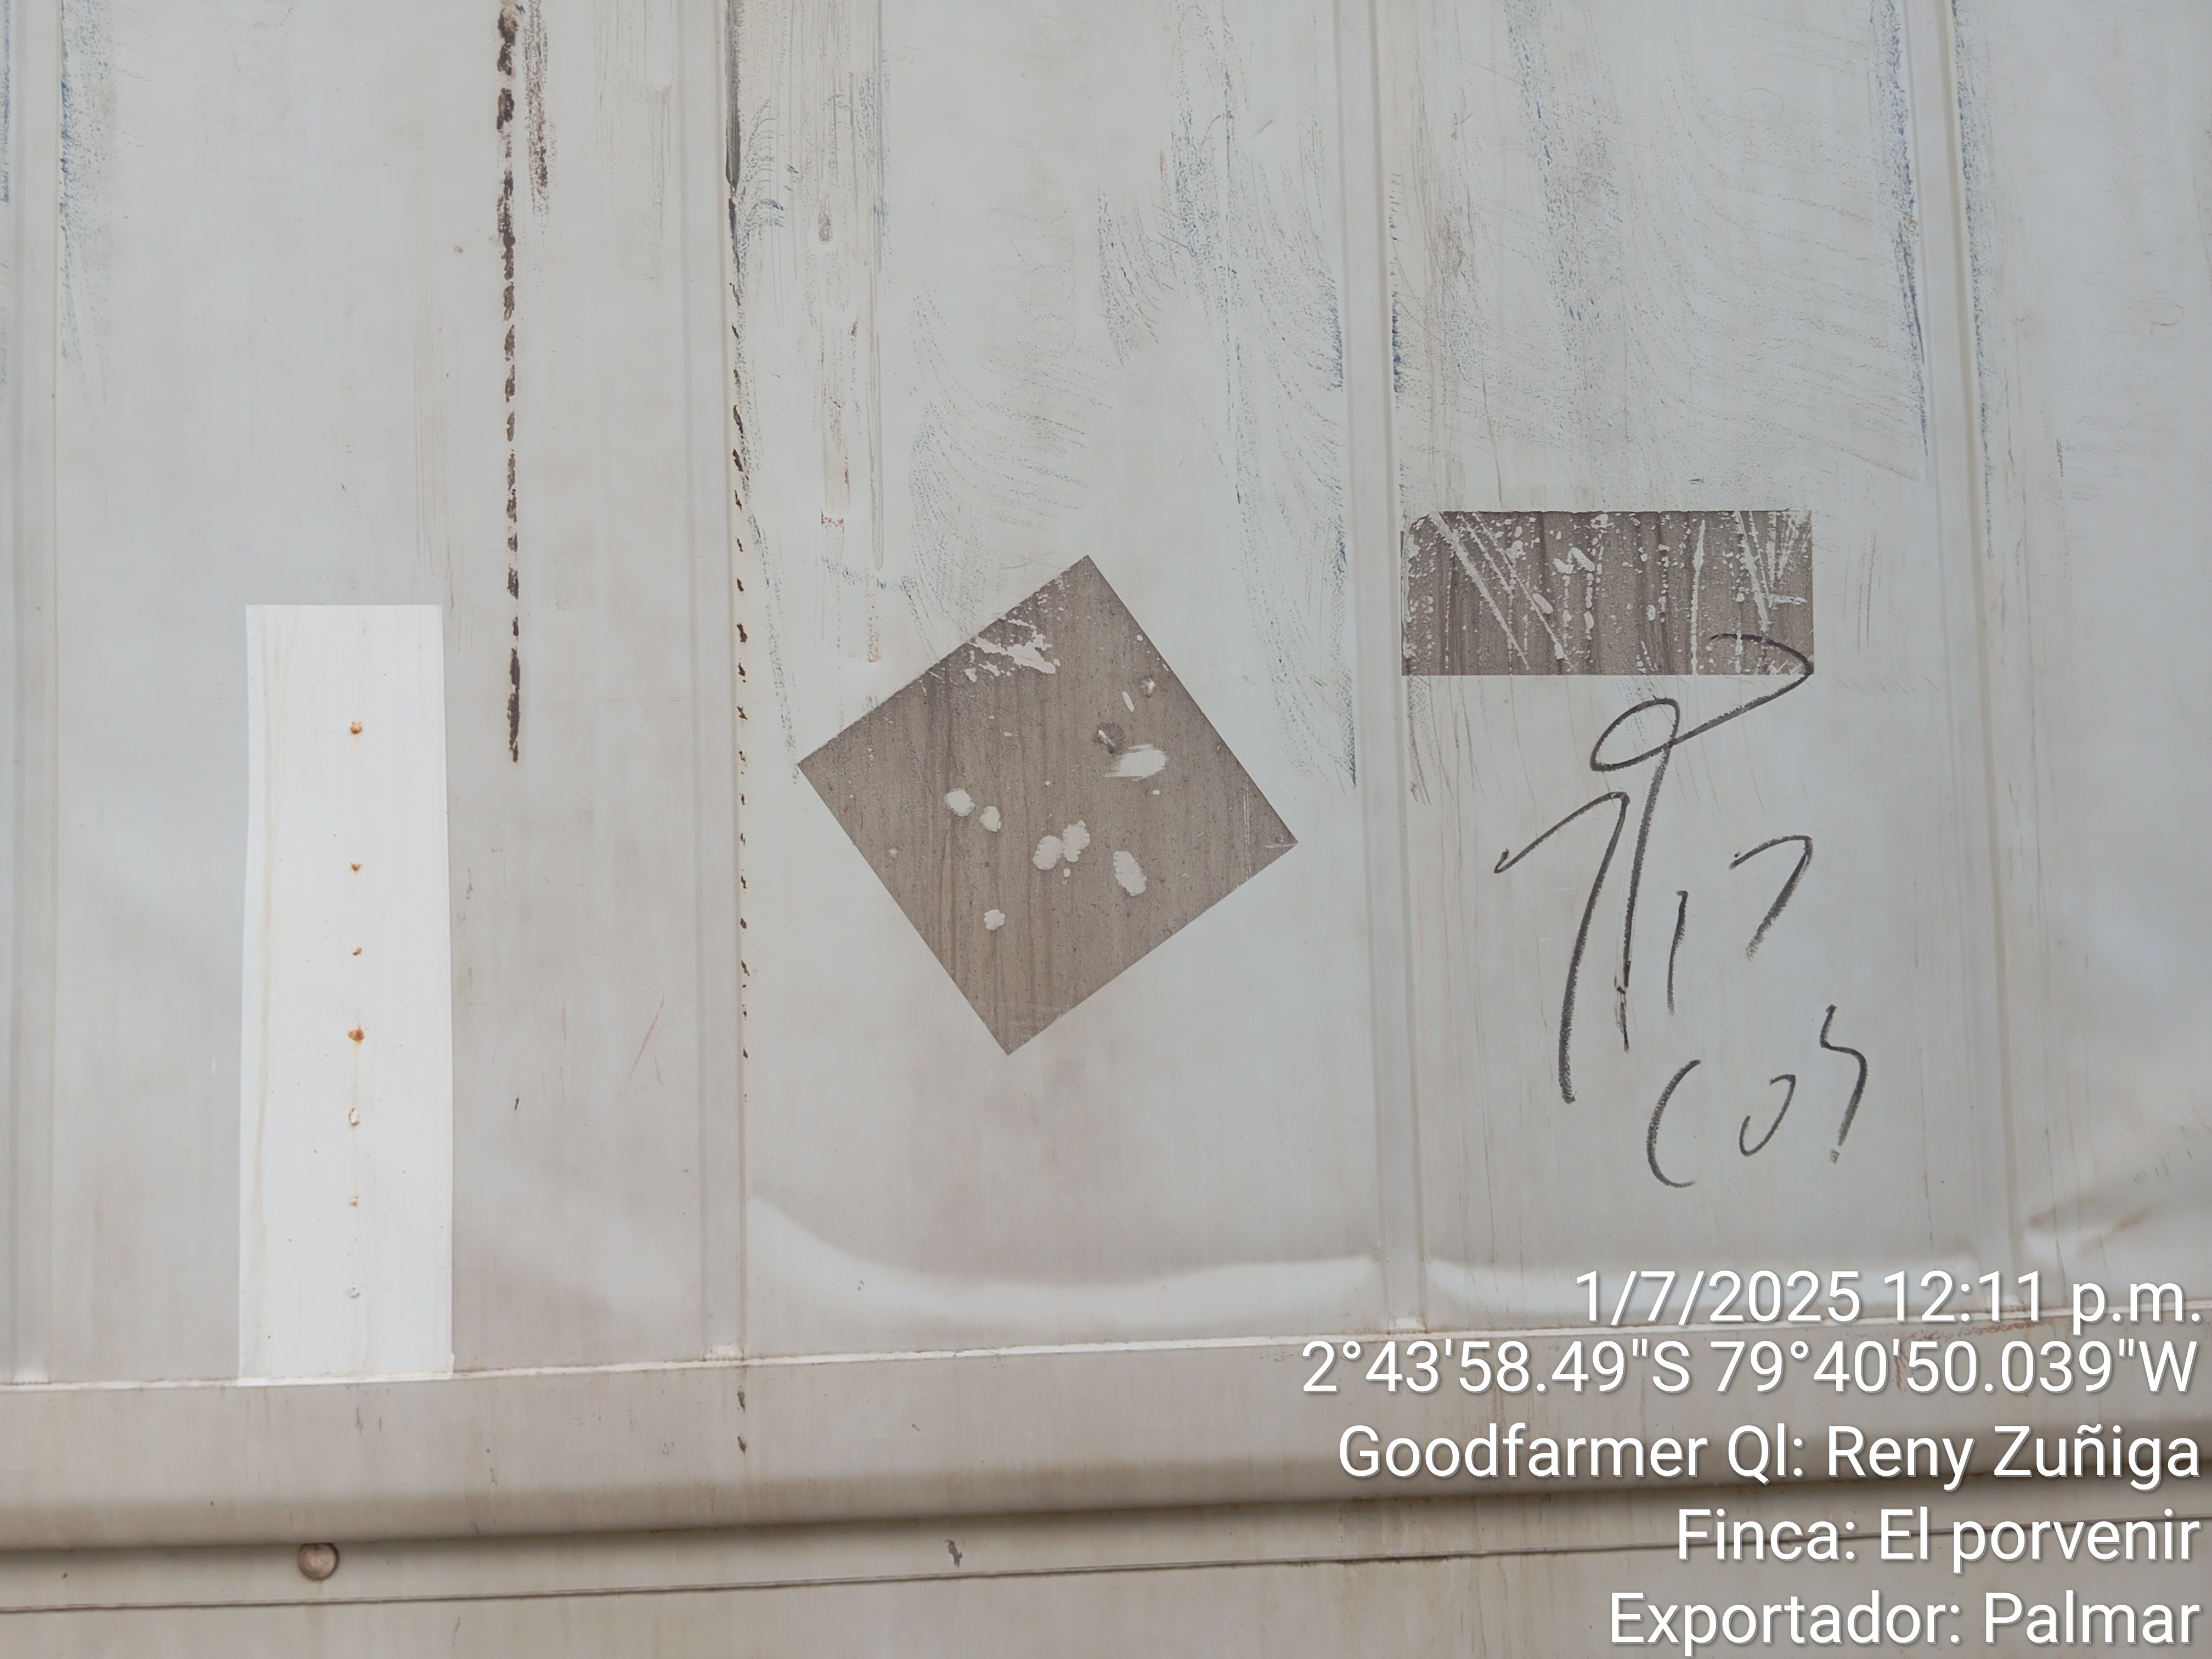 1/7/2025 12:11 p.m.
2°43'58.49"S 79°40'50.039"W
Goodfarmer Ql: Reny Zuñiga
Finca: El porvenir
Exportador: Palmar